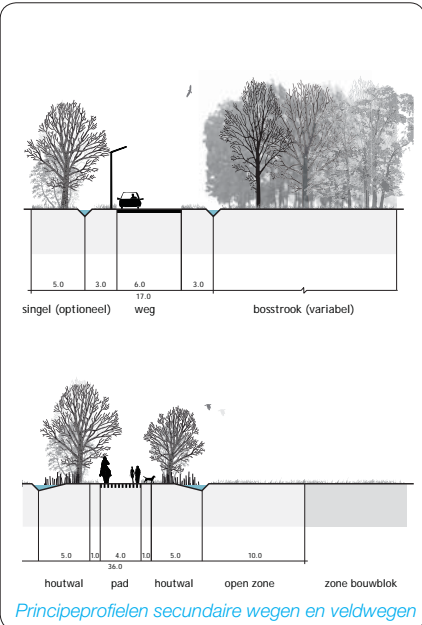 5.0 3.0 6.0 3.0
17.0
singel (optioneel) weg bosstrook (variabel)
5.0 1.0 4.0 1.0 5.0 10.0
36.0
houtwal pad houtwal open zone zone bouwblok
Principeprofielen secundaire wegen en veldwegen